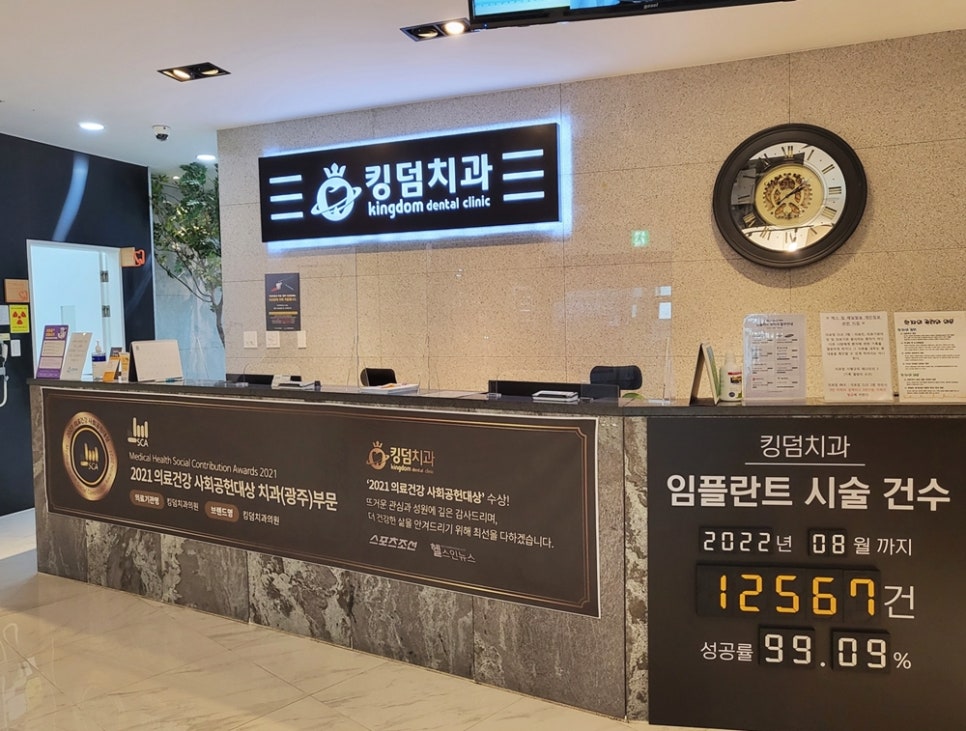 킹덤치과
kingdom dental clinic
SCA
SCA
Medical Health Social Contribution Awards 2021
2021 의료건강 사회공헌대상 치과(광주)부문
의료기관명 킹덤치과의원 브랜드명 킹덤치과의원
킹덤치과
kingdom dental clinic
'2021 의료건강 사회공헌대상' 수상!
뜨거운 관심과 성원에 깊은 감사드리며,
더 건강한 삶을 안겨드리기 위해 최선을 다하겠습니다.
스포츠조선 헬스인뉴스
킹덤치과
임플란트 시술 건수
2022년 08월 까지
12567건
성공률 99.09%